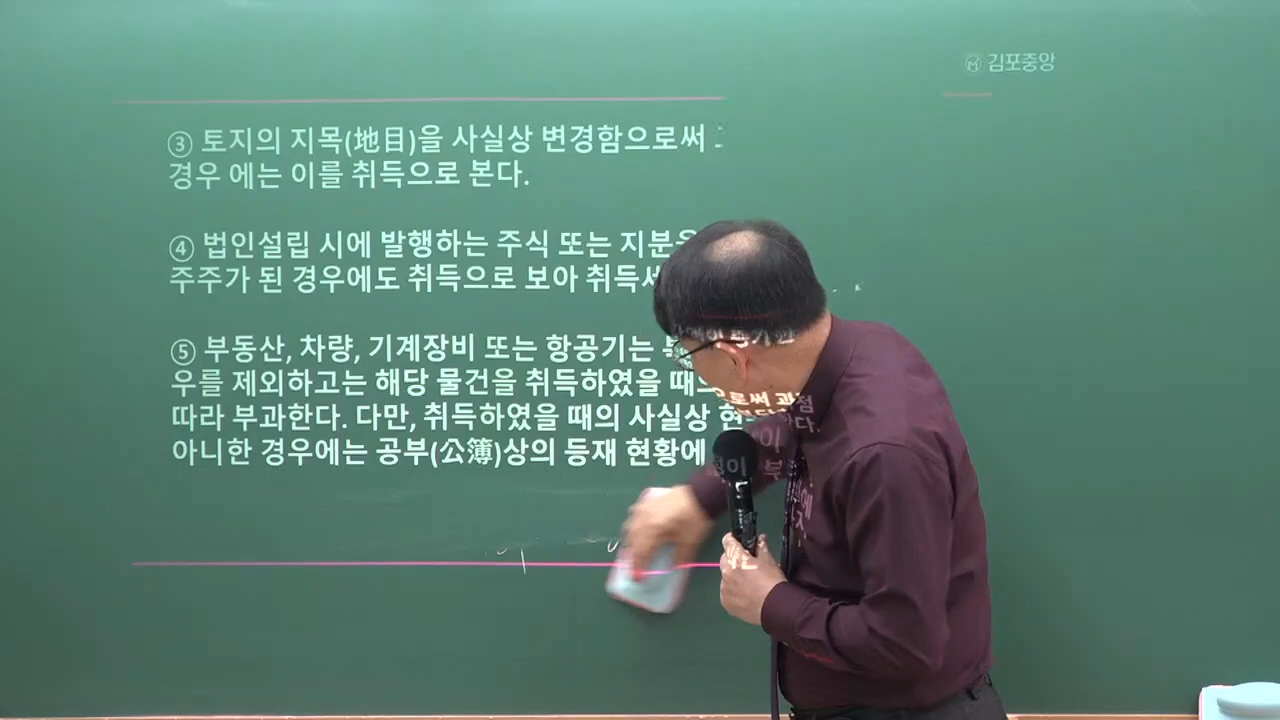 김포중앙
③ 토지의 지목(地目)을 사실상 변경함으로써
경우 에는 이를 취득으로 본다.
④ 법인설립 시에 발행하는 주식 또는 지분을
주주가 된 경우에도 취득으로 보아
⑤ 부동산, 차량, 기계장비 또는 항공기는
우를 제외하고는 해당 물건을 취득하였을 때의
따라 부과한다. 다만, 취득하였을 때의 사실상
아니한 경우에는 공부(公簿)상의 등재 현황에